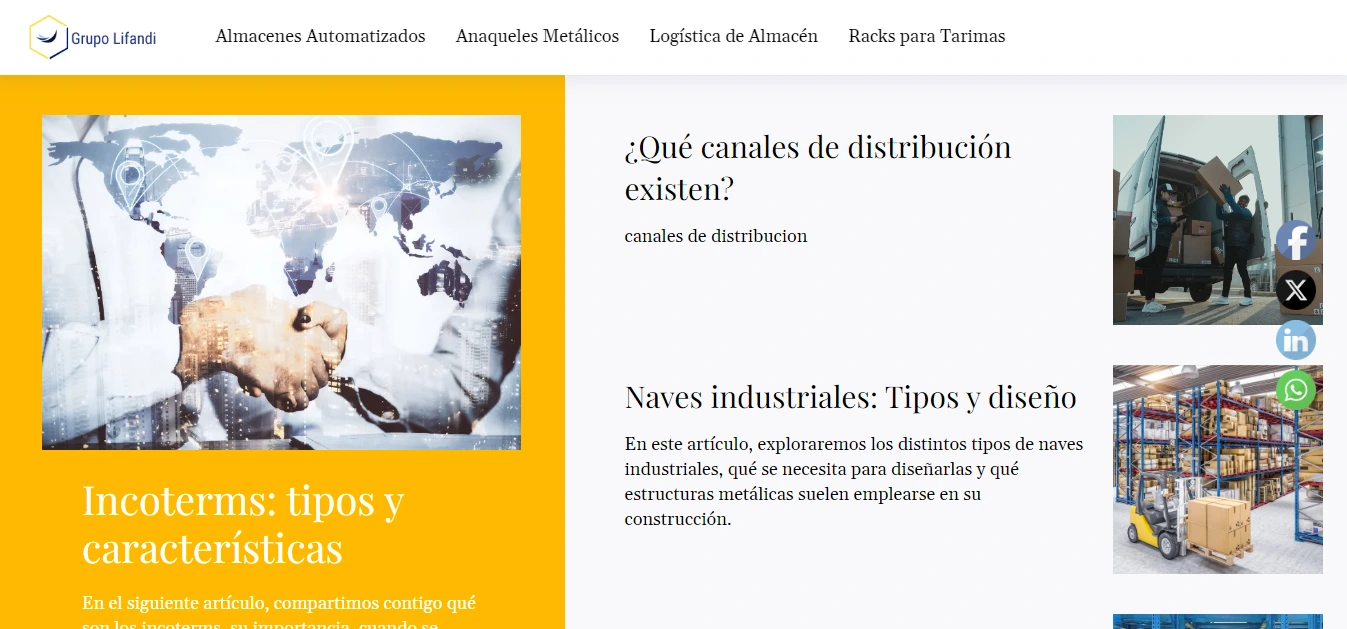 Grupo Lifandi
Almacenes Automatizados
Anaqueles Metálicos
Logística de Almacén
Racks para Tarimas
Incoterms: tipos y
características
En el siguiente artículo, compartimos contigo qué
son los incoterms, su importancia, cuando se
¿Qué canales de distribución
existen?
canales de distribucion
Naves industriales: Tipos y diseño
En este artículo, exploraremos los distintos tipos de naves
industriales, qué se necesita para diseñarlas y qué
estructuras metálicas suelen emplearse en su
construcción.